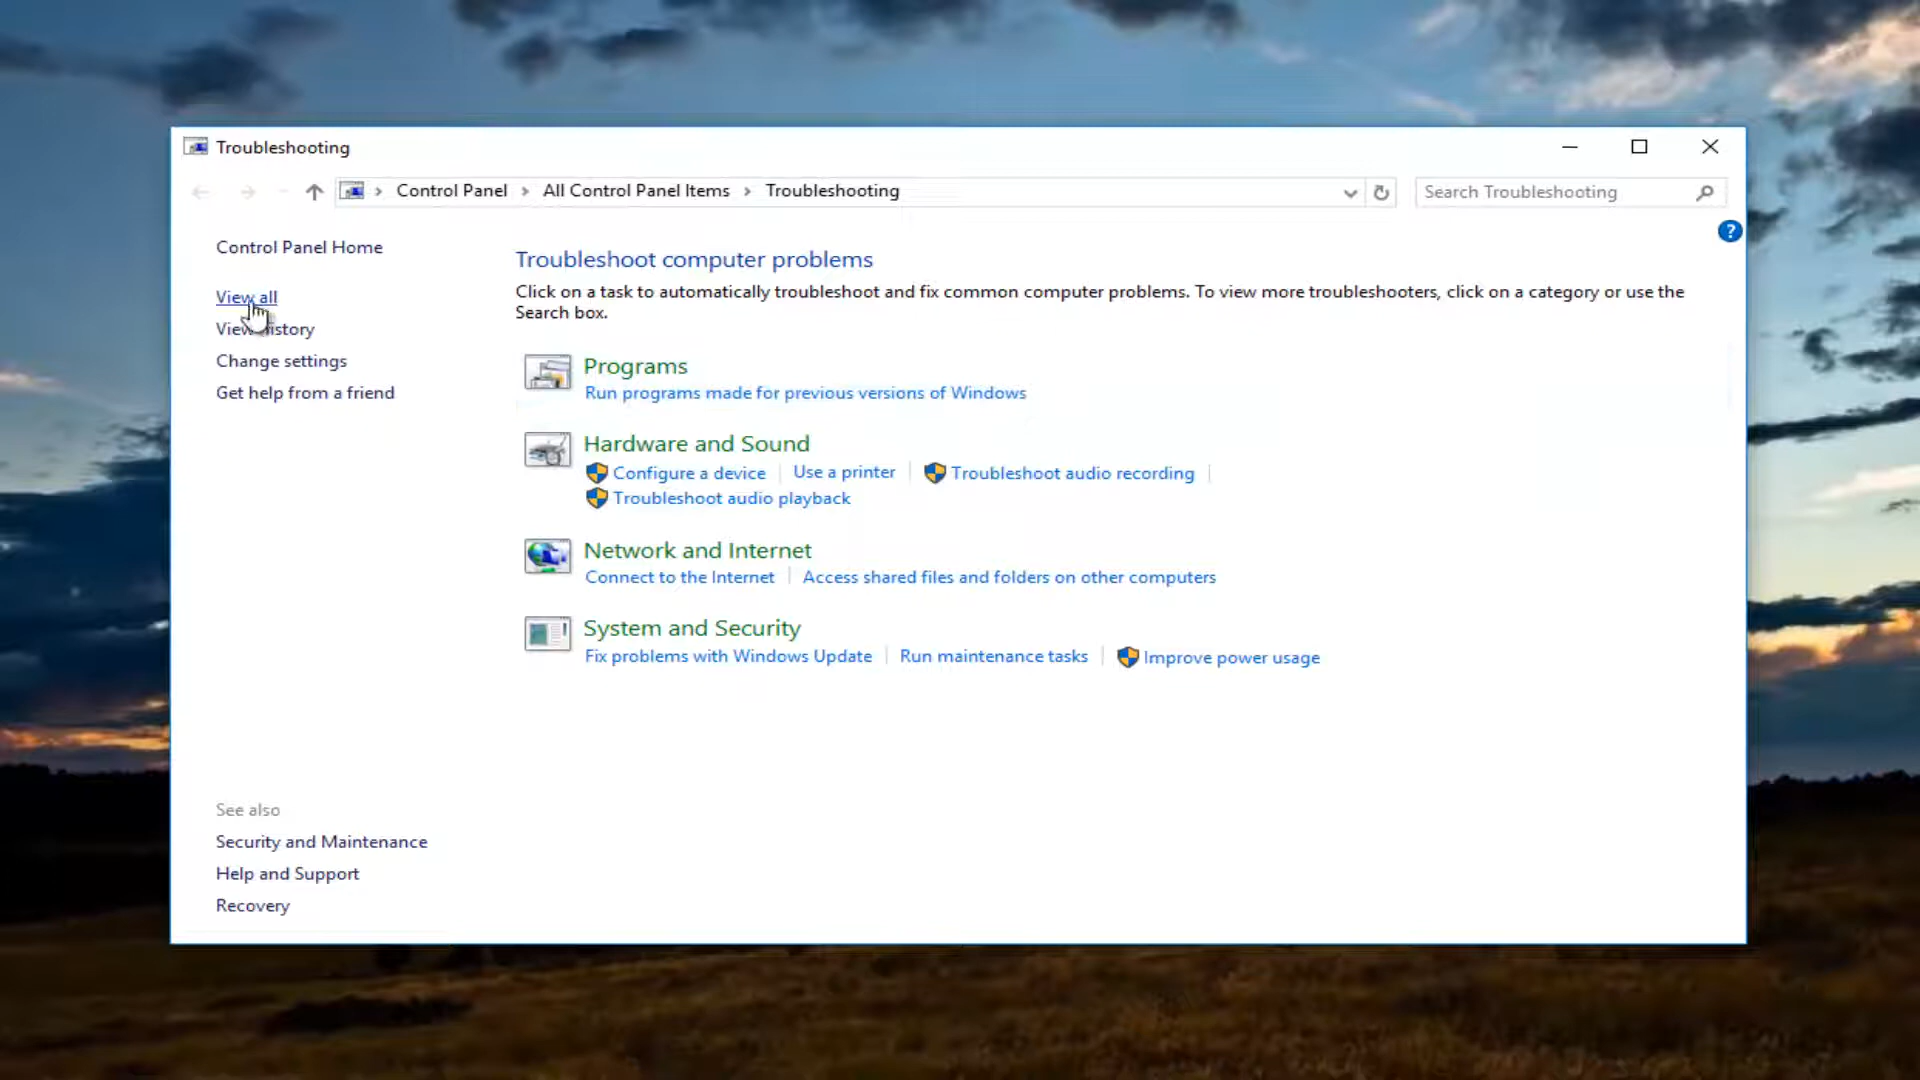 Troubleshooting
Control Panel > All Control Panel Items > Troubleshooting
Search Troubleshooting
?
Control Panel Home
View all
View history
Change settings
Get help from a friend
Troubleshoot computer problems
Click on a task to automatically troubleshoot and fix common computer problems. To view more troubleshooters, click on a category or use the
Search box.
Programs
Run programs made for previous versions of Windows
Hardware and Sound
Configure a device | Use a printer | Troubleshoot audio recording |
Troubleshoot audio playback
Network and Internet
Connect to the Internet | Access shared files and folders on other computers
System and Security
Fix problems with Windows Update | Run maintenance tasks | Improve power usage
See also
Security and Maintenance
Help and Support
Recovery